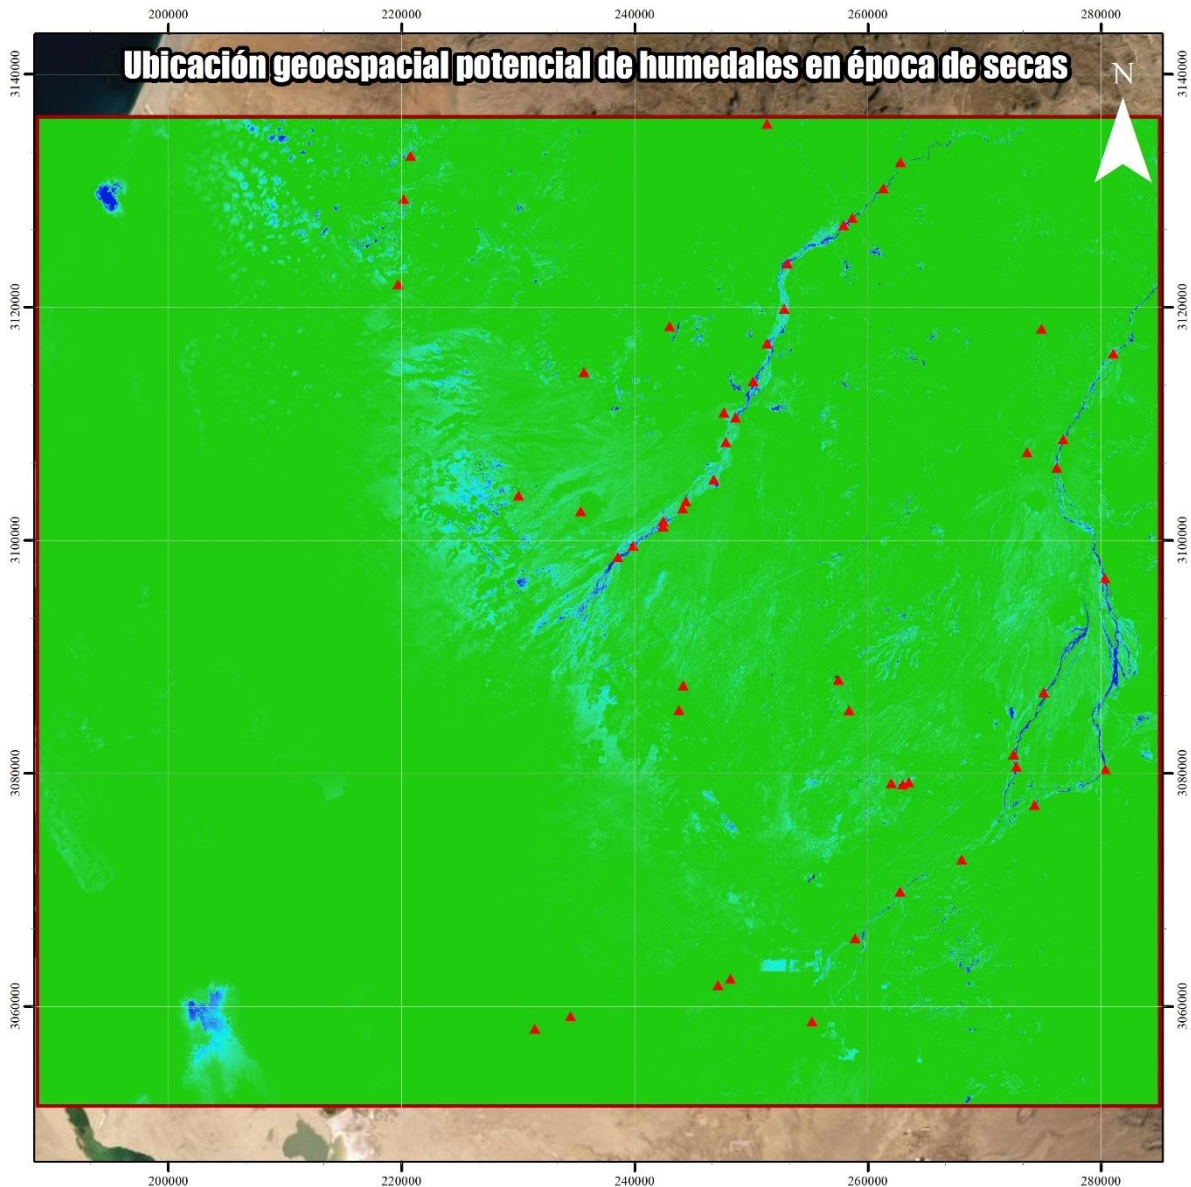 200000 220000 240000 260000 280000
Ubicación geoespacial potencial de humedales en época de secas
N
3140000 3140000
3120000 3120000
3100000 3100000
3080000 3080000
3060000 3060000
200000 220000 240000 260000 280000